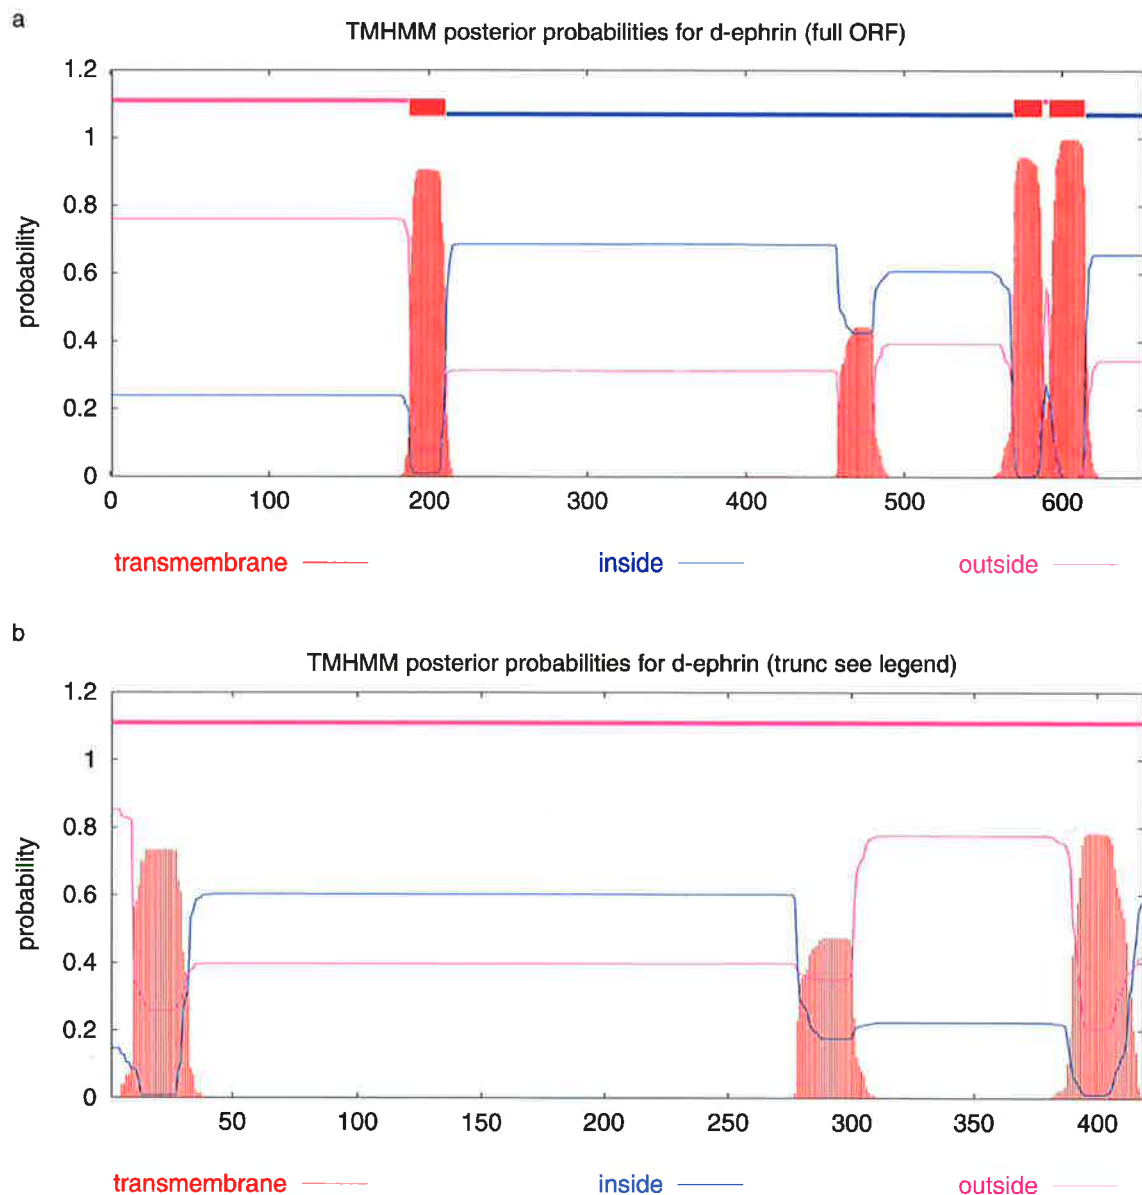 a
TMHMM posterior probabilities for d-ephrin (full ORF)
1.2
1
0.8
0.6
0.4
0.2
0
probability
0 100 200 300 400 500 600
transmembrane inside outside
b
TMHMM posterior probabilities for d-ephrin (trunc see legend)
1.2
1
0.8
0.6
0.4
0.2
0
probability
50 100 150 200 250 300 350 400
transmembrane inside outside